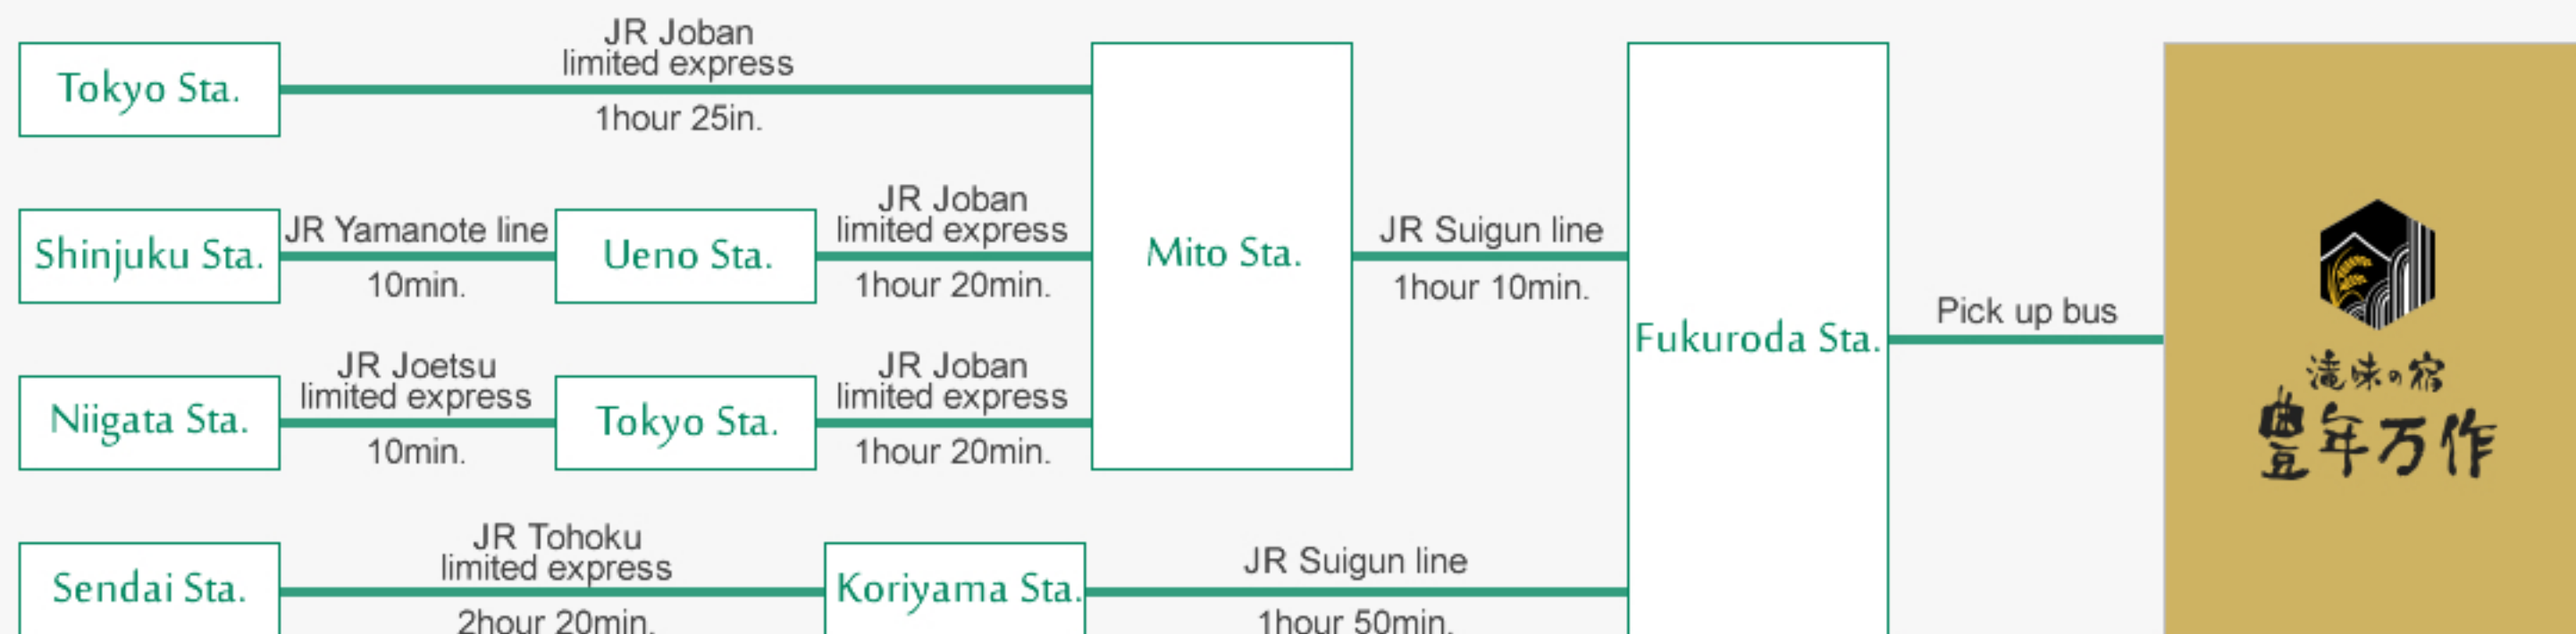 JR Joban
limited express
Tokyo Sta.
1hour 25in.
JR Joban
limited express
Shinjuku Sta.
JR Yamanote line
10min.
Ueno Sta.
1hour 20min.
Mito Sta.
JR Suigun line
1hour 10min.
JR Joetsu
limited express
Niigata Sta.
10min.
Tokyo Sta.
JR Joban
limited express
1hour 20min.
Fukuroda Sta.
Pick up bus
滝味の宿
豊年万作
JR Tohoku
limited express
Sendai Sta.
2hour 20min.
Koriyama Sta.
JR Suigun line
1hour 50min.